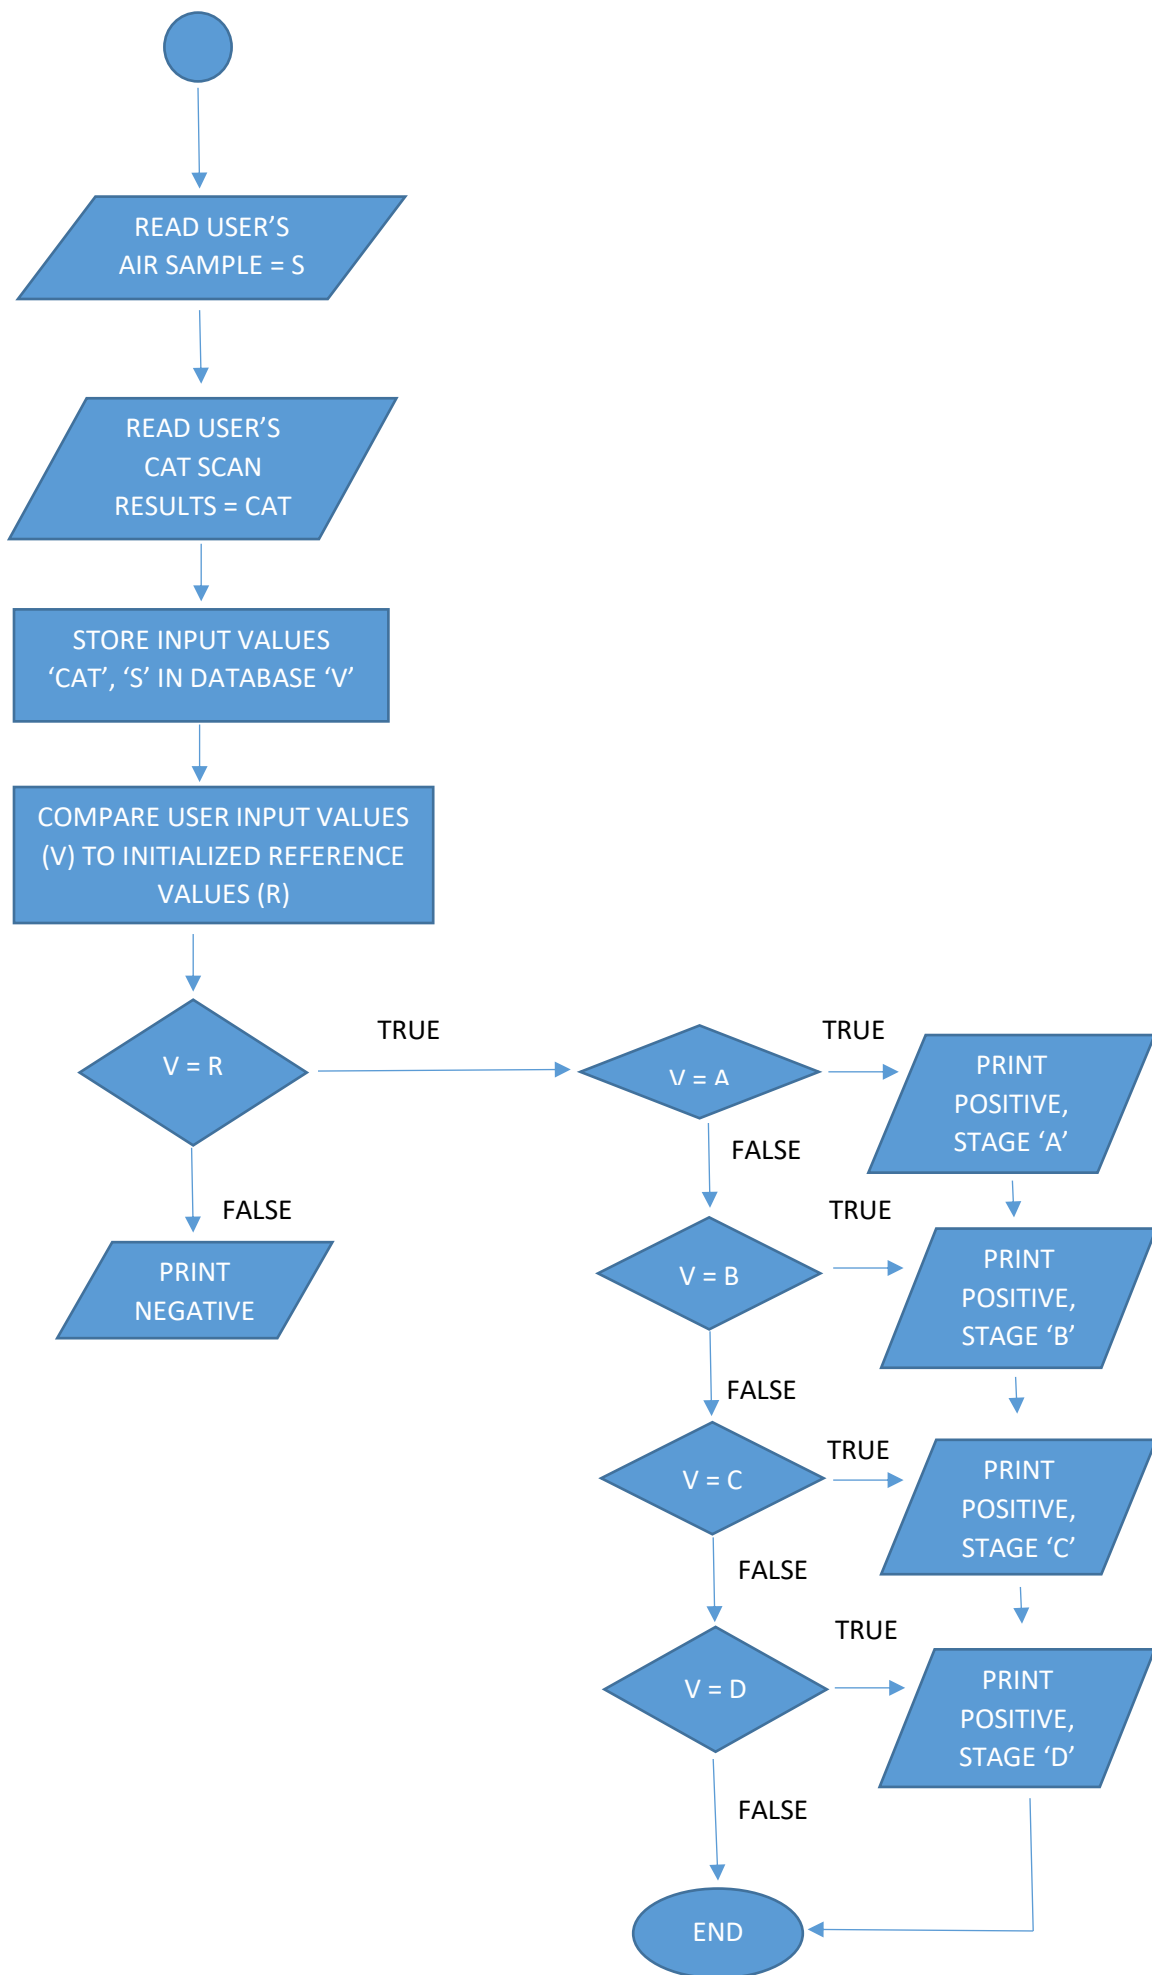 READ USER’S
AIR SAMPLE = S
READ USER’S
CAT SCAN
RESULTS = CAT
STORE INPUT VALUES
‘CAT’, ‘S’ IN DATABASE ‘V’
COMPARE USER INPUT VALUES
(V) TO INITIALIZED REFERENCE
VALUES (R)
V = R
TRUE
V = A
TRUE
PRINT
POSITIVE,
STAGE ‘A’
FALSE
PRINT
NEGATIVE
FALSE
V = B
TRUE
PRINT
POSITIVE,
STAGE ‘B’
FALSE
V = C
TRUE
PRINT
POSITIVE,
STAGE ‘C’
FALSE
V = D
TRUE
PRINT
POSITIVE,
STAGE ‘D’
FALSE
END